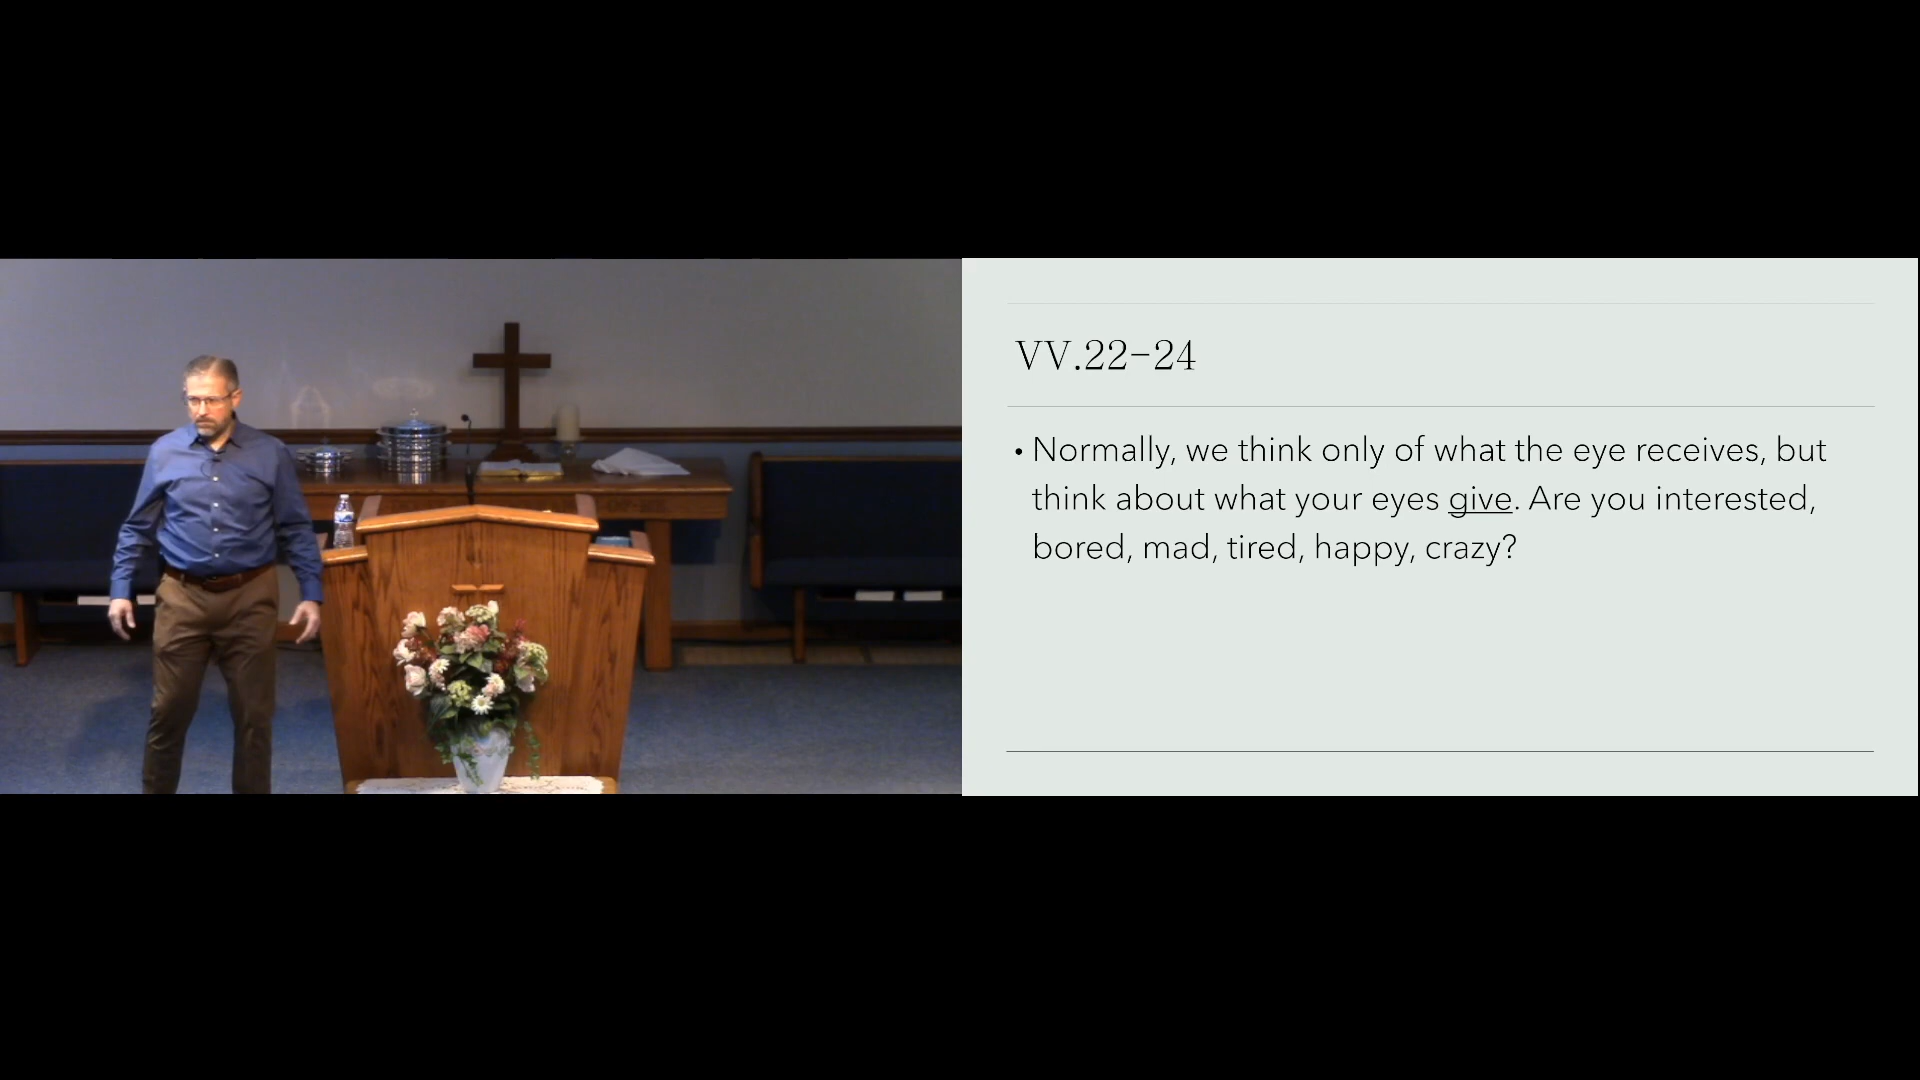 VV.22-24
• Normally, we think only of what the eye receives, but
think about what your eyes give. Are you interested,
bored, mad, tired, happy, crazy?